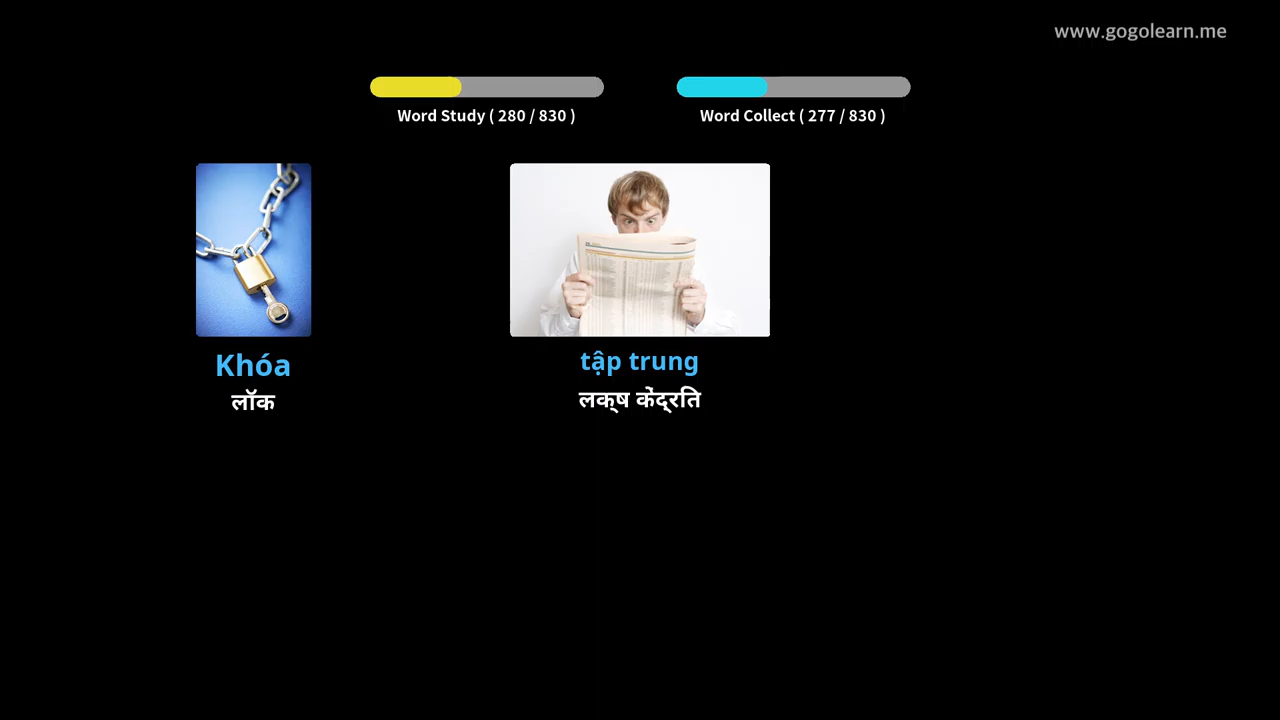 www.gogolearn.me
Word Study ( 280 / 830 )
Word Collect ( 277 / 830 )
Khóa
लॉक
tập trung
लक्ष केंद्रति